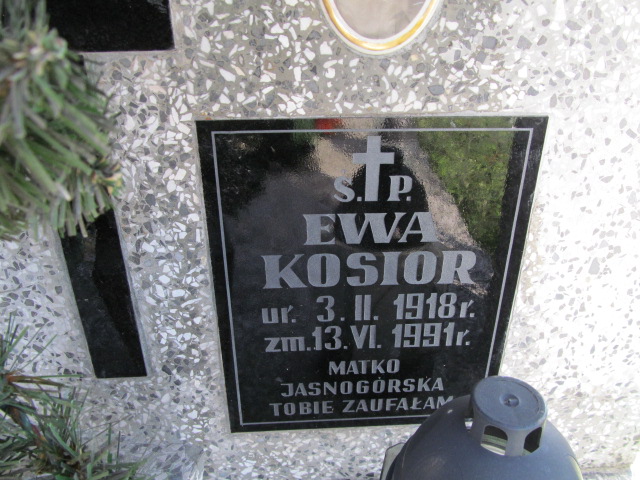 Ś.P.
EWA
KOSIOR
ur. 3. II. 1918r.
zm. 13. VI. 1991r.
MATKO
JASNOGÓRSKA
TOBIE ZAUFAŁAM